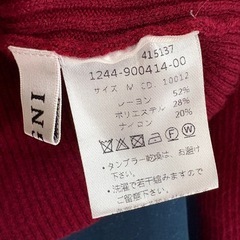 415137
1244-900414-00
サイズ M CD. 10012
レーヨン 52%
ポリエステル 28%
ナイロン 20%
・タンブラー乾燥は、お避け
下さい。
・洗濯で若干縮みますので
ご留意下さい。
GNI